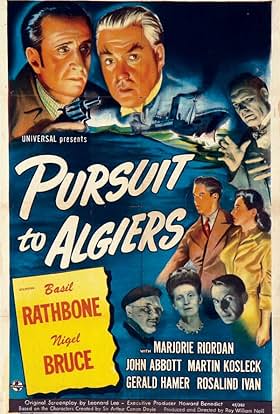 UNIVERSAL presents
PURSUIT
to ALGIERS
STARRING
Basil
RATHBONE
Nigel
BRUCE
WITH MARJORIE RIORDAN
JOHN ABBOTT MARTIN KOSLECK
GERALD HAMER ROSALIND IVAN
Original Screenplay by Leonard Lee — Executive Producer Howard Benedict
Based on the Characters Created by Sir Arthur Conan Doyle
Produced and Directed by Roy William Neill